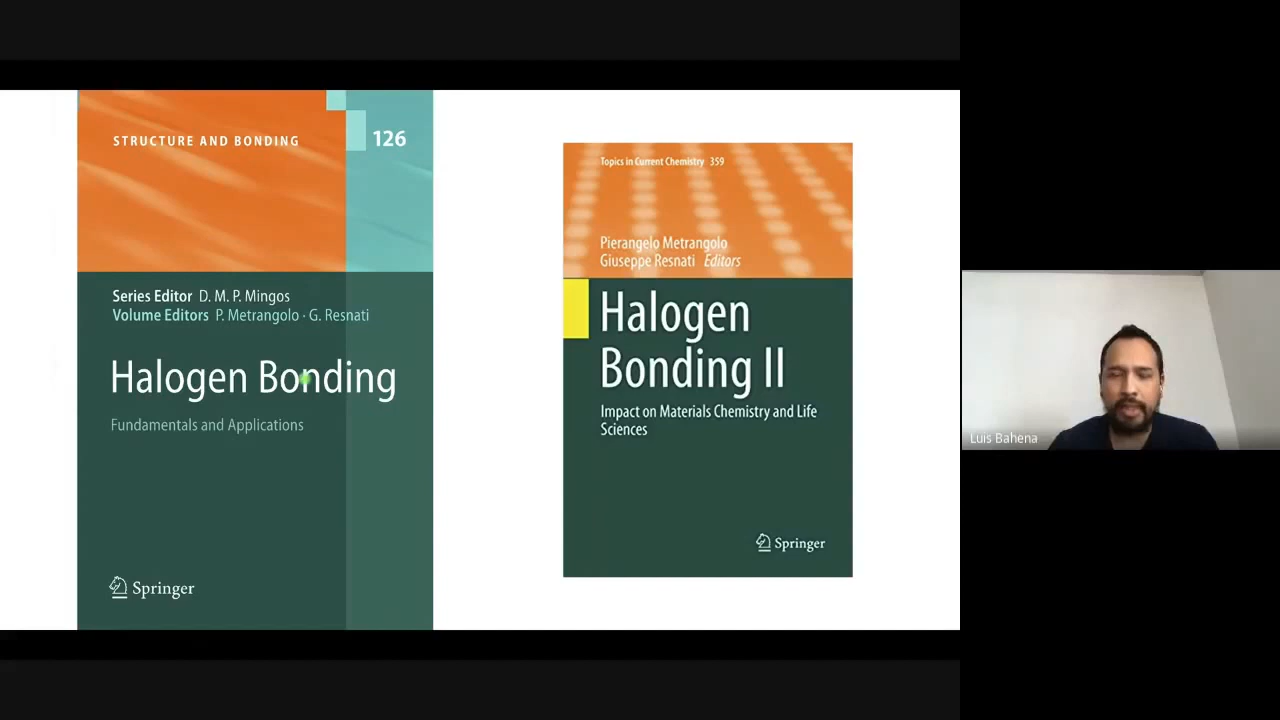 STRUCTURE AND BONDING 126
Series Editor D. M. P. Mingos
Volume Editors P. Metrangolo · G. Resnati
Halogen Bonding
Fundamentals and Applications
Springer
Topics in Current Chemistry 359
Pierangelo Metrangolo
Giuseppe Resnati Editors
Halogen
Bonding II
Impact on Materials Chemistry and Life
Sciences
Springer
Luis Bahena